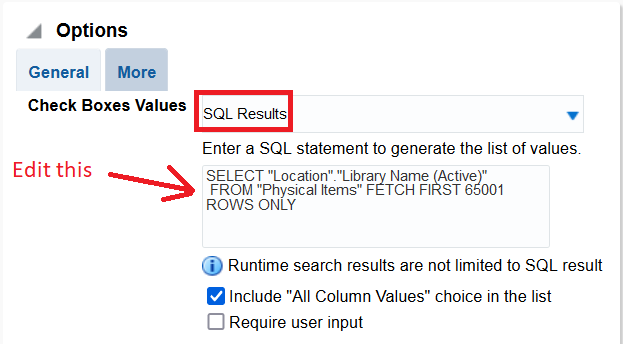 Options
General More
Check Boxes Values SQL Results
Enter a SQL statement to generate the list of values.
Edit this
SELECT "Location"."Library Name (Active)"
FROM "Physical Items" FETCH FIRST 65001
ROWS ONLY
Runtime search results are not limited to SQL result
Include "All Column Values" choice in the list
Require user input